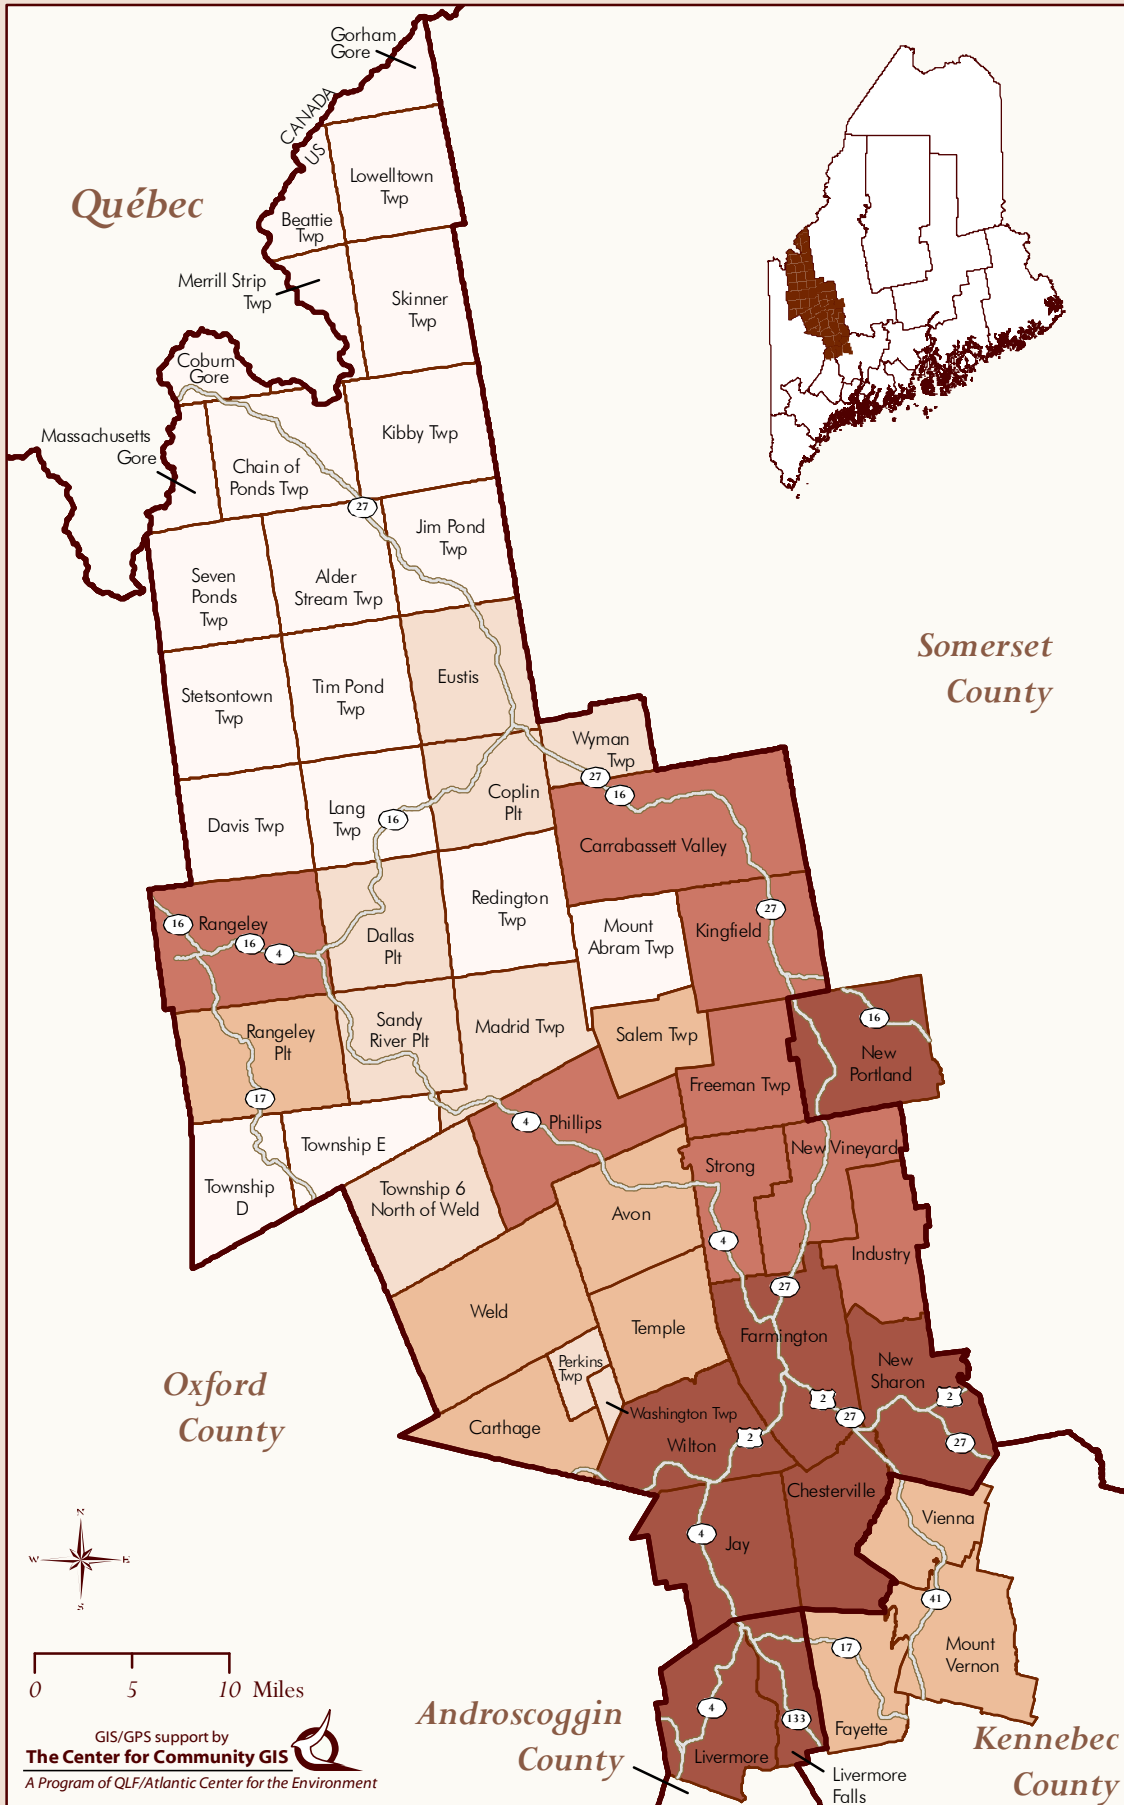 Gorham
Gore
CANADA
US
Québec
Lowelltown
Twp
Beattie
Twp
Merrill Strip
Twp
Skinner
Twp
Coburn
Gore
Massachusetts
Gore
Chain of
Ponds Twp
Kibby Twp
27
Jim Pond
Twp
Seven
Ponds
Twp
Alder
Stream Twp
Somerset
County
Eustis
Stetsontown
Twp
Tim Pond
Twp
Wyman
Twp
27
16
Coplin
Plt
Lang
Twp
16
Davis Twp
Carrabassett Valley
Redington
Twp
Mount
Abram Twp
Kingfield
27
16
Rangeley
16
4
Dallas
Plt
Rangeley
Plt
Sandy
River Plt
Madrid Twp
Salem Twp
16
New
Portland
Freeman Twp
17
4
Phillips
Township E
New Vineyard
Strong
Township
D
Township 6
North of Weld
Avon
4
Industry
27
Weld
Temple
Farmington
Perkins
Twp
New
Sharon
2
2
27
27
Oxford
County
Carthage
Washington Twp
Wilton
2
Chesterville
Vienna
4
Jay
N
W
E
S
41
17
Mount
Vernon
0
5
10 Miles
Androscoggin
County
4
133
Fayette
Kennebec
County
Livermore
Livermore
Falls
GIS/GPS support by
The Center for Community GIS
A Program of QLF/Atlantic Center for the Environment